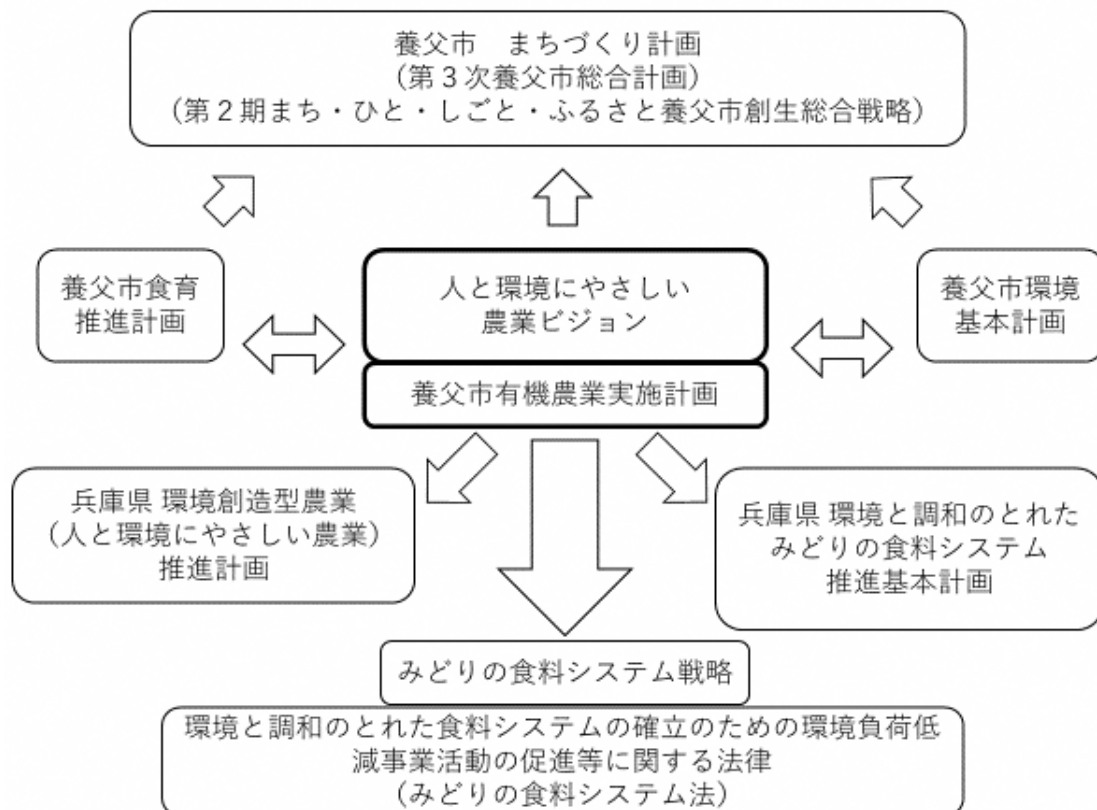 養父市　まちづくり計画
(第３次養父市総合計画)
(第２期まち・ひと・しごと・ふるさと養父市創生総合戦略)
養父市食育
推進計画
人と環境にやさしい
農業ビジョン
養父市環境
基本計画
養父市有機農業実施計画
兵庫県 環境創造型農業
(人と環境にやさしい農業)
推進計画
兵庫県 環境と調和のとれた
みどりの食料システム
推進基本計画
みどりの食料システム戦略
環境と調和のとれた食料システムの確立のための環境負荷低
減事業活動の促進等に関する法律
(みどりの食料システム法)